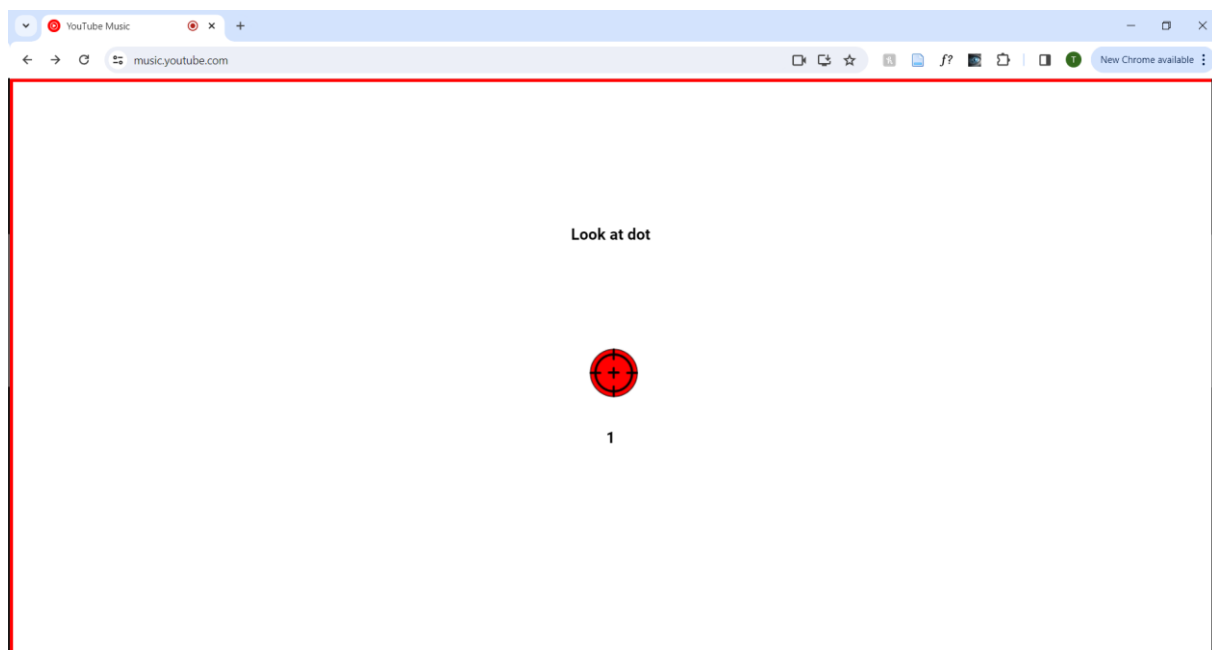 YouTube Music
music.youtube.com
f?
T
New Chrome available
Look at dot
1